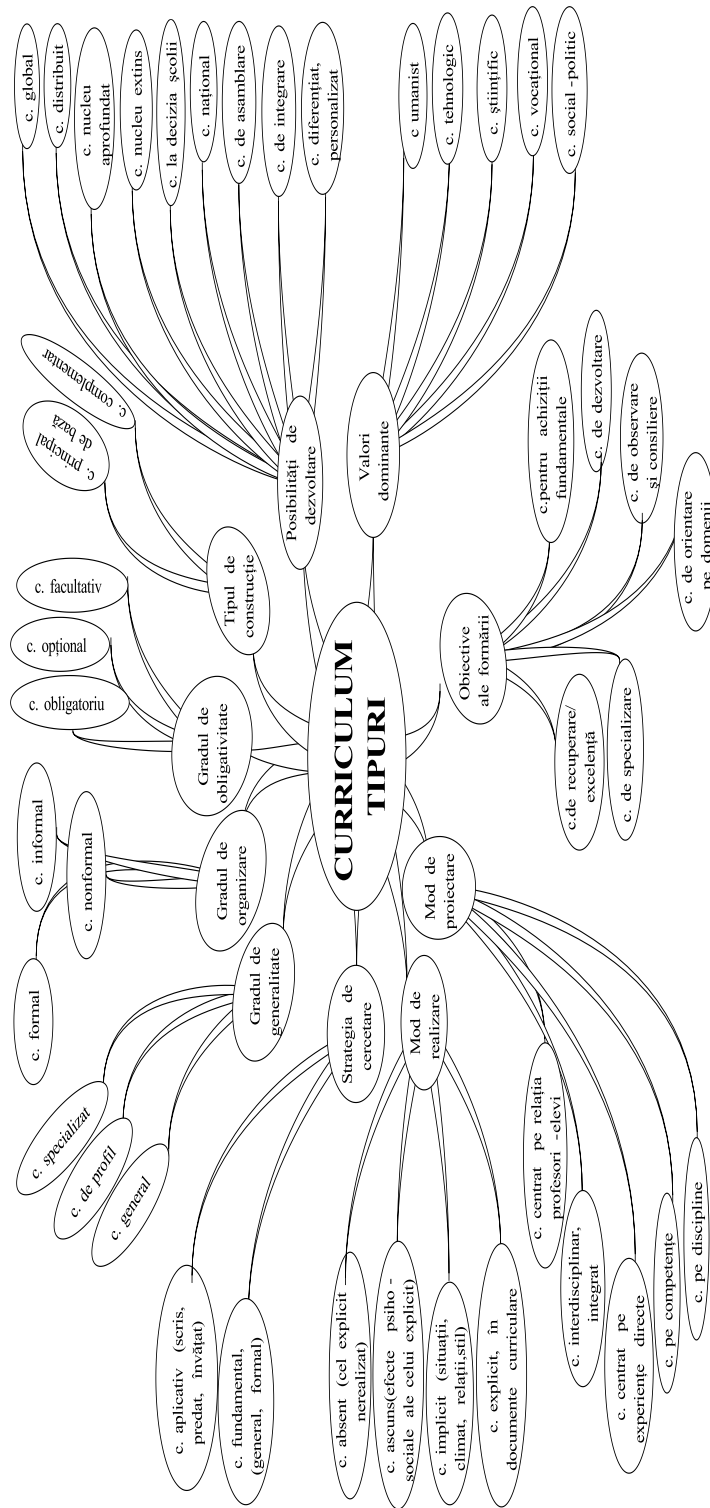 CURRICULUM
TIPURI
Strategia de
cercetare
c. aplicativ (scris,
predat, învățat)
c. fundamental,
(general, formal)
Gradul de
generalitate
c. specializat
c. de profil
c. general
Gradul de
organizare
c. formal
c. informal
c. nonformal
Gradul de
obligativitate
c. obligatoriu
c. opțional
c. facultativ
Tipul de
construcție
c. principal
de bază
c. complementar
Posibilități de
dezvoltare
c. global
c. distribuit
c. nucleu
aprofundat
c. nucleu extins
c. la decizia școlii
c. național
c. de asamblare
c. de integrare
c. diferențiat,
personalizat
Valori
dominante
c umanist
c. tehnologic
c. științific
c. vocațional
c. social -politic
Obiective
ale formării
c.pentru achiziții
fundamentale
c. de dezvoltare
c. de observare
și consiliere
c. de orientare
pe domenii
c. de specializare
c.de recuperare/
excelență
Mod de
proiectare
c. centrat pe relația
profesori -elevi
c. interdisciplinar,
integrat
c. centrat pe
experiențe directe
c. pe competențe
c. pe discipline
Mod de
realizare
c. absent (cel explicit
nerealizat)
c. ascuns(efecte psiho -
sociale ale celui explicit)
c. implicit (situații,
climat, relații,stil)
c. explicit, în
documente curriculare